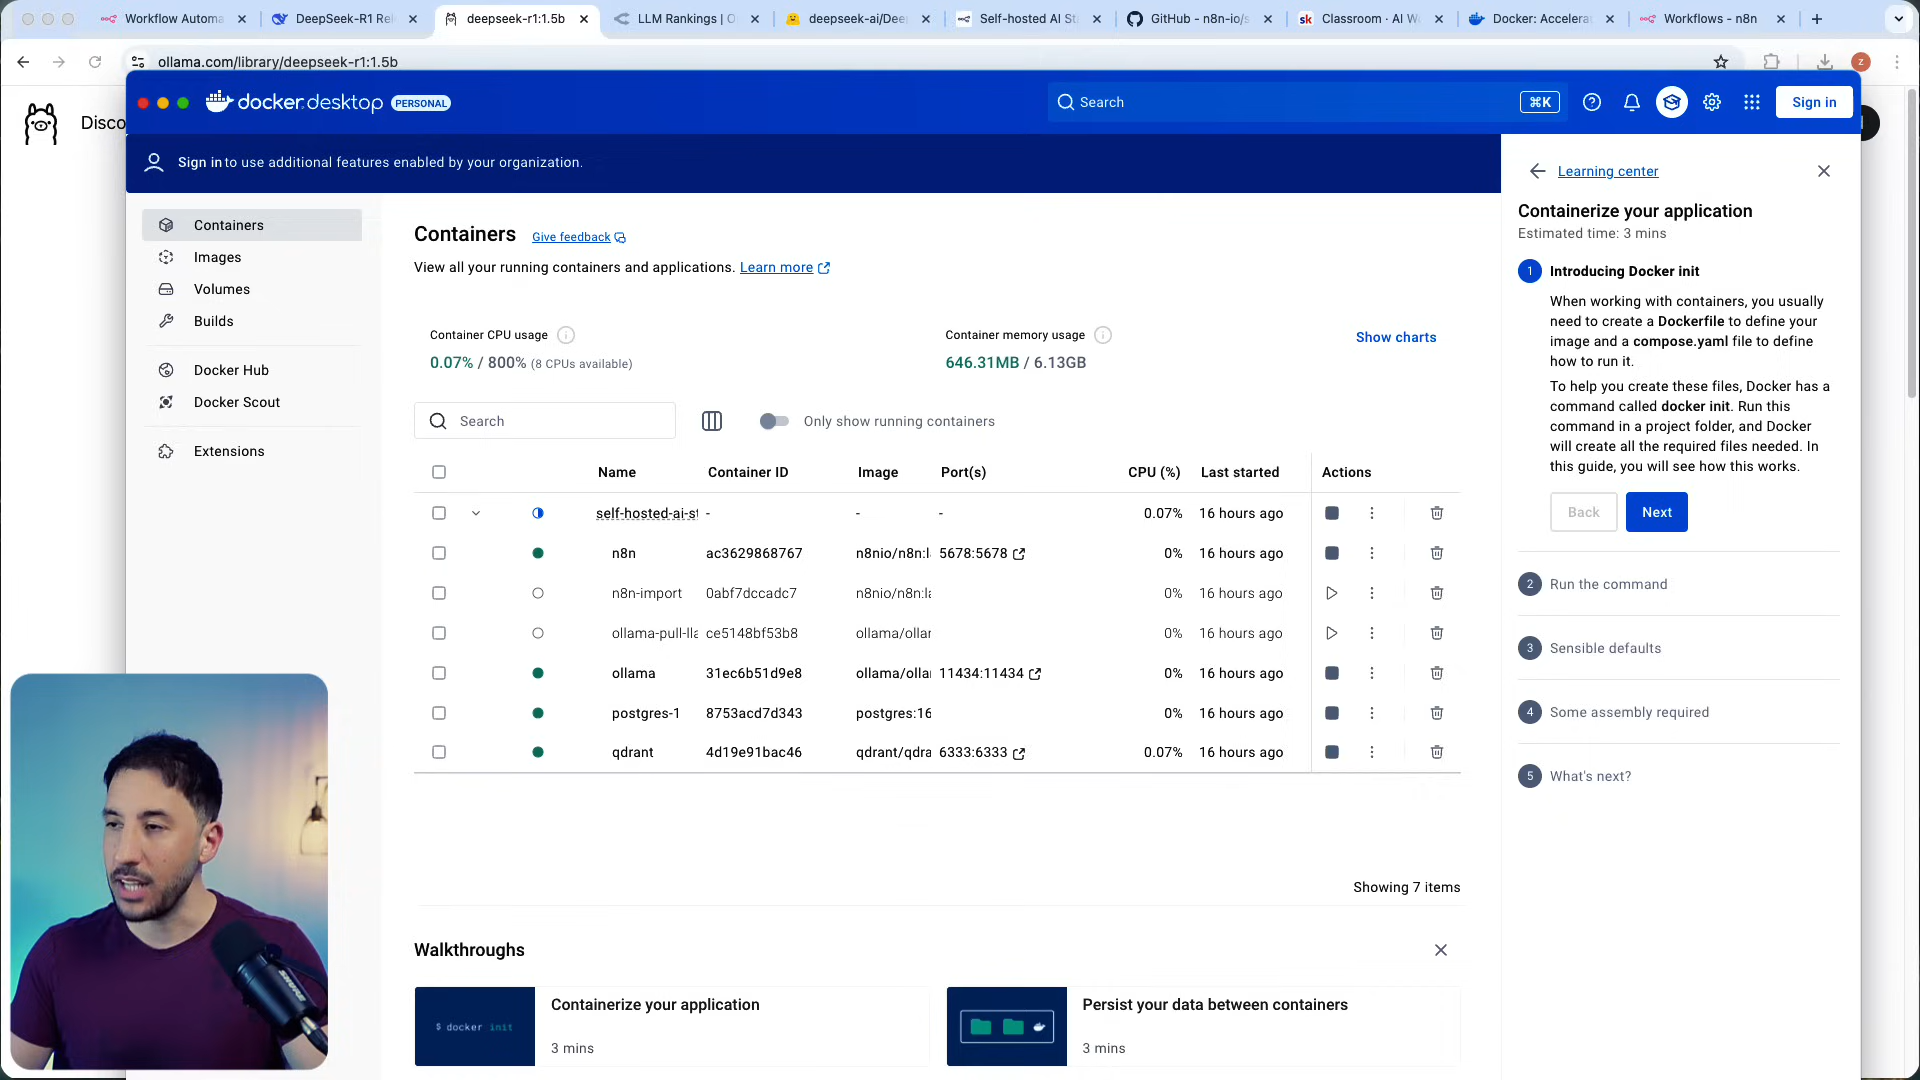 Workflow Automa
DeepSeek-R1 Rel
deepseek-r1:1.5b
LLM Rankings | O
deepseek-ai/Dee
Self-hosted AI St
GitHub - n8n-io/s
Classroom · AI W
Docker: Accelera
Workflows - n8n
ollama.com/library/deepseek-r1:1.5b
Z
Disco
docker.desktop PERSONAL
Search
⌘K
Sign in
Sign in to use additional features enabled by your organization.
Containers
Images
Volumes
Builds
Docker Hub
Docker Scout
Extensions
Containers
Give feedback
View all your running containers and applications. Learn more
Container CPU usage
0.07% / 800% (8 CPUs available)
Container memory usage
646.31MB / 6.13GB
Show charts
Search
Only show running containers
Name Container ID Image Port(s) CPU (%) Last started Actions
self-hosted-ai-st - - - 0.07% 16 hours ago
n8n ac3629868767 n8nio/n8n:l 5678:5678 0% 16 hours ago
n8n-import 0abf7dccadc7 n8nio/n8n:la 0% 16 hours ago
ollama-pull-lla ce5148bf53b8 ollama/ollar 0% 16 hours ago
ollama 31ec6b51d9e8 ollama/ollar 11434:11434 0% 16 hours ago
postgres-1 8753acd7d343 postgres:16 0% 16 hours ago
qdrant 4d19e91bac46 qdrant/qdra 6333:6333 0.07% 16 hours ago
Showing 7 items
Walkthroughs
$ docker init
Containerize your application
3 mins
Persist your data between containers
3 mins
Learning center
Containerize your application
Estimated time: 3 mins
1 Introducing Docker init
When working with containers, you usually
need to create a Dockerfile to define your
image and a compose.yaml file to define
how to run it.
To help you create these files, Docker has a
command called docker init. Run this
command in a project folder, and Docker
will create all the required files needed. In
this guide, you will see how this works.
Back
Next
2 Run the command
3 Sensible defaults
4 Some assembly required
5 What's next?
SHURE